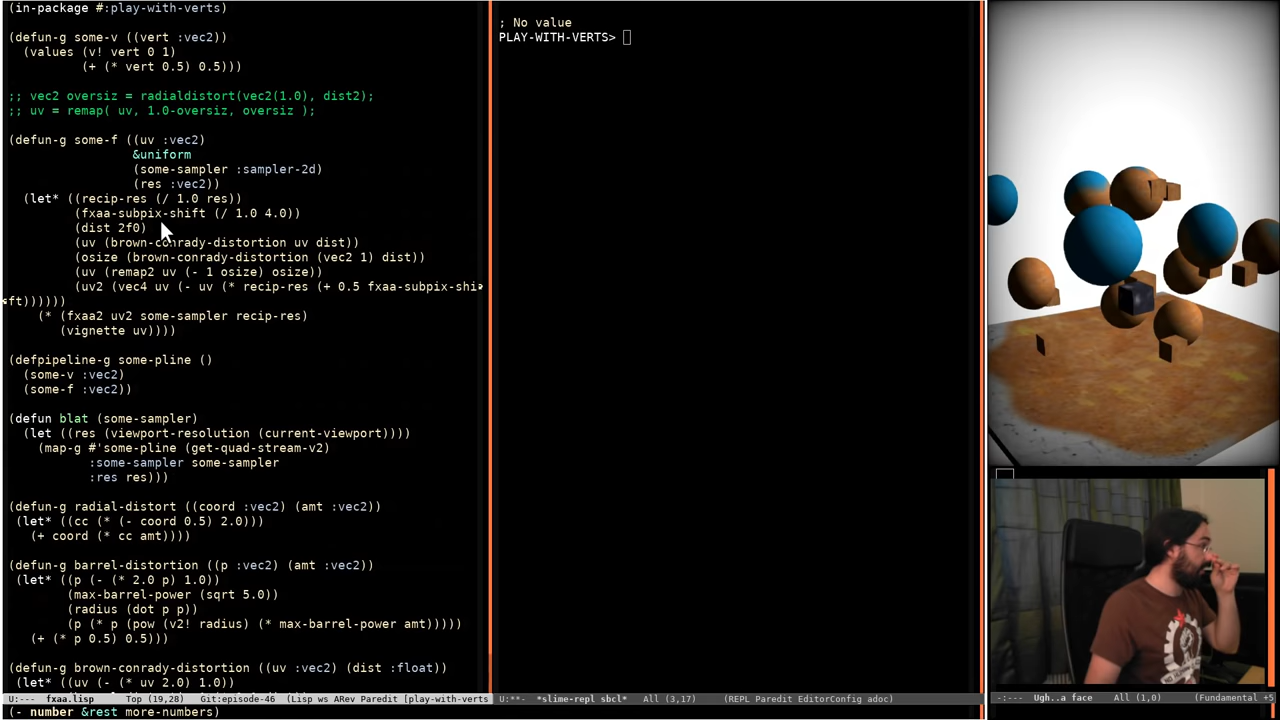 (in-package #:play-with-verts)
(defun-g some-v ((vert :vec2))
  (values (v! vert 0 1)
          (+ (* vert 0.5) 0.5)))
;; vec2 oversiz = radialdistort(vec2(1.0), dist2);
;; uv = remap( uv, 1.0-oversiz, oversiz );
(defun-g some-f ((uv :vec2)
                 &uniform
                 (some-sampler :sampler-2d)
                 (res :vec2))
  (let* ((recip-res (/ 1.0 res))
         (fxaa-subpix-shift (/ 1.0 4.0))
         (dist 2f0)
         (uv (brown-conrady-distortion uv dist))
         (osize (brown-conrady-distortion (vec2 1) dist))
         (uv (remap2 uv (- 1 osize) osize))
         (uv2 (vec4 uv (- uv (* recip-res (+ 0.5 fxaa-subpix-shi
ft))))))
    (* (fxaa2 uv2 some-sampler recip-res)
       (vignette uv))))
(defpipeline-g some-pline ()
  (some-v :vec2)
  (some-f :vec2))
(defun blat (some-sampler)
  (let ((res (viewport-resolution (current-viewport))))
    (map-g #'some-pline (get-quad-stream-v2)
           :some-sampler some-sampler
           :res res)))
(defun-g radial-distort ((coord :vec2) (amt :vec2))
 (let* ((cc (* (- coord 0.5) 2.0)))
   (+ coord (* cc amt))))
(defun-g barrel-distortion ((p :vec2) (amt :vec2))
 (let* ((p (- (* 2.0 p) 1.0))
        (max-barrel-power (sqrt 5.0))
        (radius (dot p p))
        (p (* p (pow (v2! radius) (* max-barrel-power amt)))))
   (+ (* p 0.5) 0.5)))
(defun-g brown-conrady-distortion ((uv :vec2) (dist :float))
 (let* ((uv (- (* uv 2.0) 1.0))
U:---  fxaa.lisp      Top (19,28)   Git:episode-46  (Lisp ws ARev Paredit [play-with-verts
(- number &rest more-numbers)
; No value
PLAY-WITH-VERTS>
U:**-  *slime-repl sbcl*   All (3,17)     (REPL Paredit EditorConfig adoc)
-:---  Ugh..a face   All (1,0)     (Fundamental +5